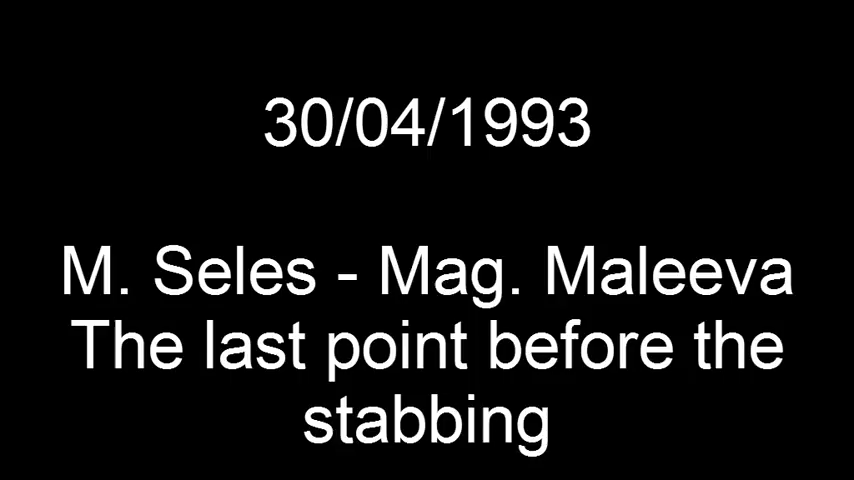 30/04/1993
M. Seles - Mag. Maleeva
The last point before the
stabbing